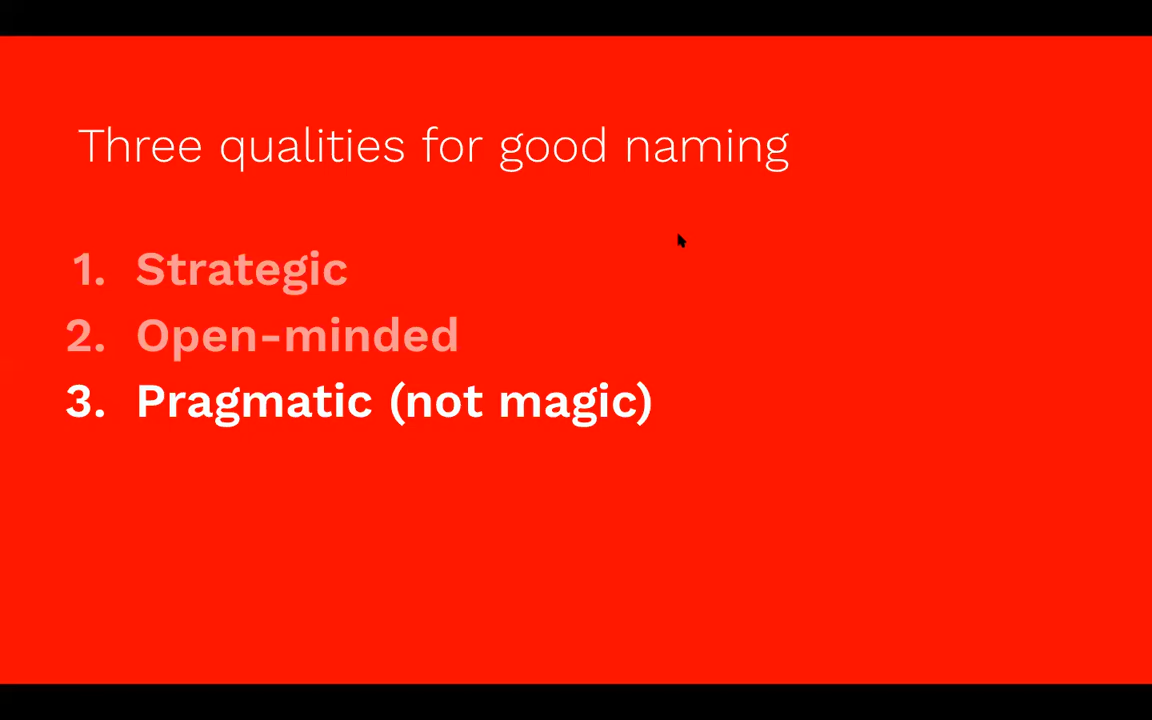 Three qualities for good naming
1. Strategic
2. Open-minded
3. Pragmatic (not magic)